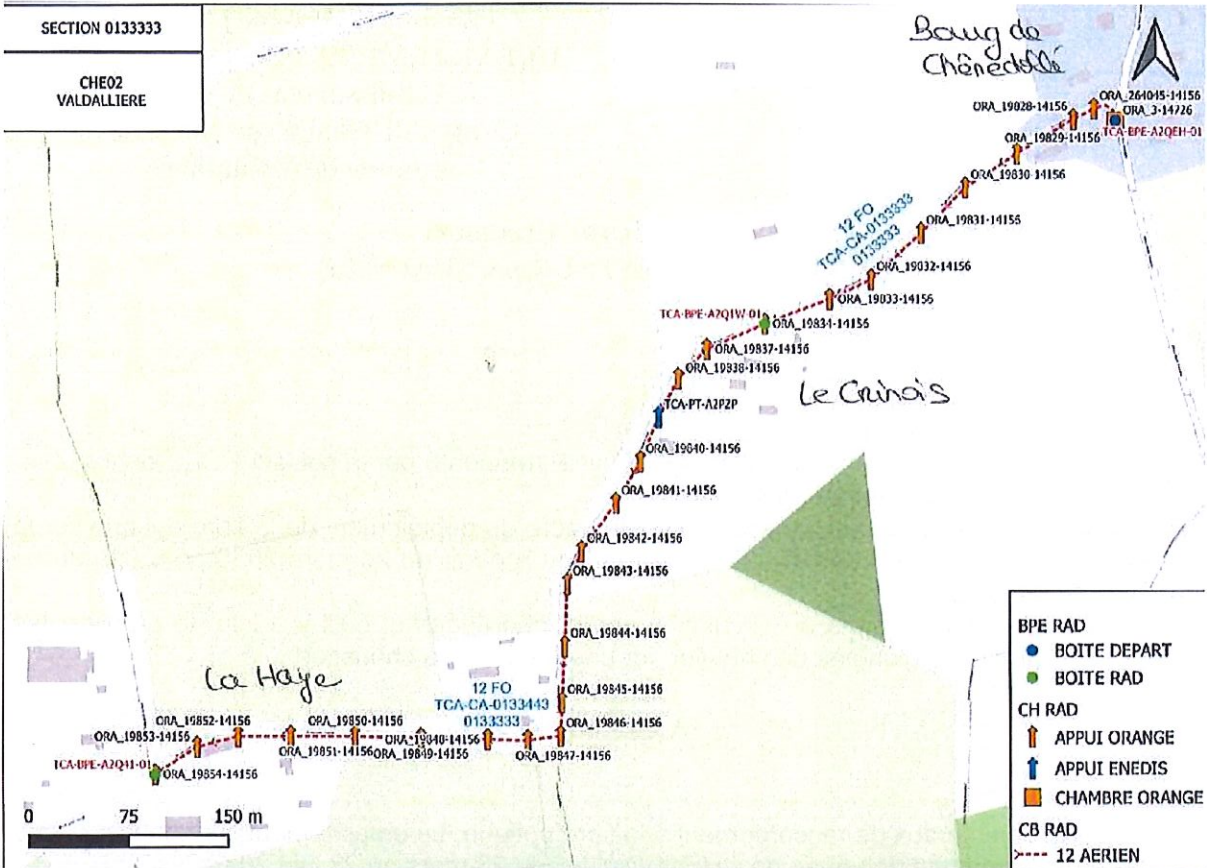 SECTION 0133333
CHE02
VALDALLIERE
Bourg de
Chênedollé
ORA_264045-14156
ORA_3-14726
TCA-BPE-A2QEH-01
ORA_19828-14156
ORA_19829-14156
ORA_19830-14156
ORA_19831-14156
12 FO
TCA-CA-0133333
0133333
ORA_19832-14156
ORA_19833-14156
TCA-BPE-A2Q1W-01
ORA_19834-14156
ORA_19837-14156
ORA_19838-14156
Le Crinois
TCA-PT-A2P2P
ORA_19840-14156
ORA_19841-14156
ORA_19842-14156
ORA_19843-14156
ORA_19844-14156
ORA_19845-14156
ORA_19846-14156
ORA_19847-14156
La Haye
12 FO
TCA-CA-0133443
0133333
ORA_19848-14156
ORA_19849-14156
ORA_19850-14156
ORA_19851-14156
ORA_19852-14156
ORA_19853-14156
TCA-BPE-A2Q41-01
ORA_19854-14156
0 75 150 m
BPE RAD
BOITE DEPART
BOITE RAD
CH RAD
APPUI ORANGE
APPUI ENEDIS
CHAMBRE ORANGE
CB RAD
12 AERIEN